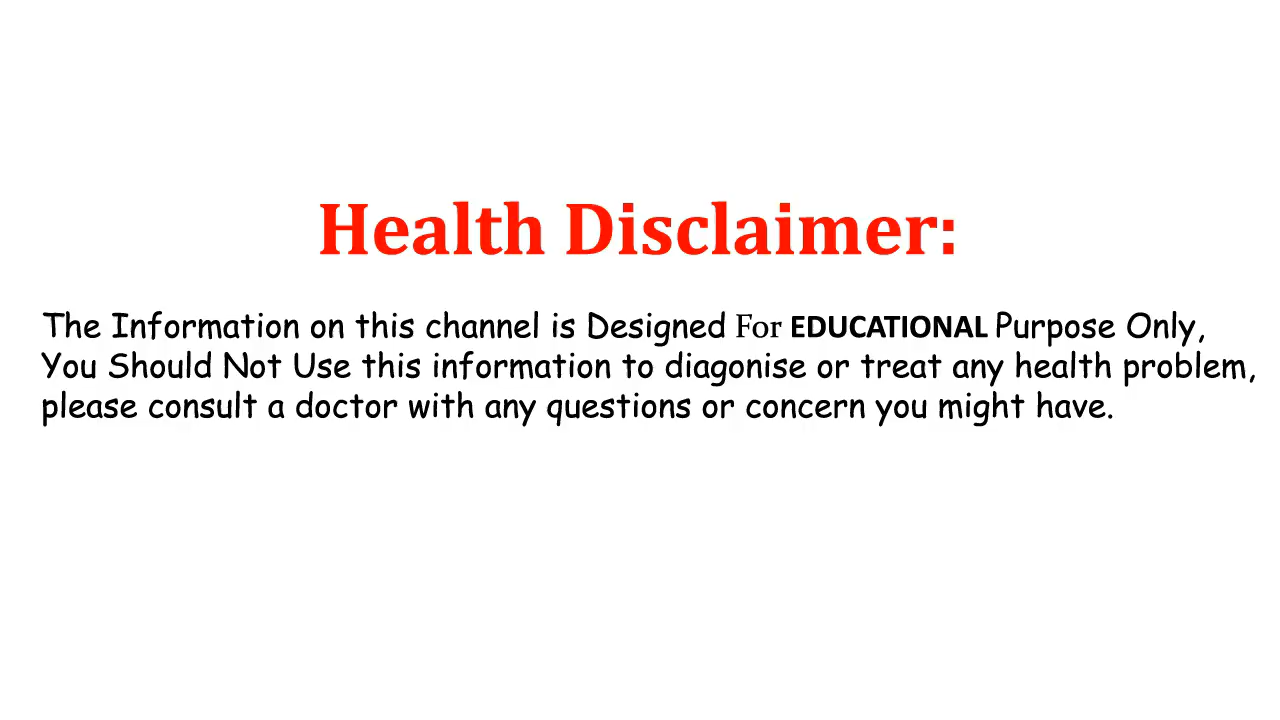 Health Disclaimer:
The Information on this channel is Designed For EDUCATIONAL Purpose Only,
You Should Not Use this information to diagonise or treat any health problem,
please consult a doctor with any questions or concern you might have.